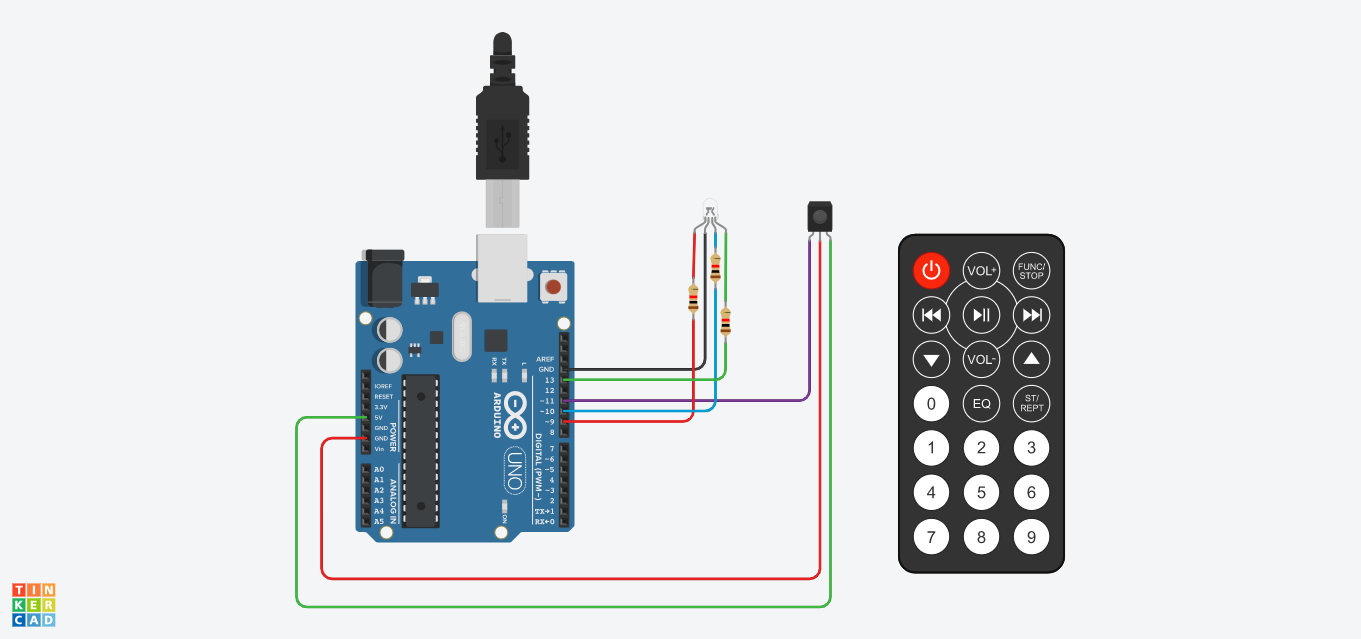 VOL+
FUNC/
STOP
VOL-
0
EQ
ST/
REPT
1
2
3
4
5
6
7
8
9
AREF
GND
13
12
~11
~10
~9
8
7
~6
~5
4
~3
2
TX→1
RX←0
DIGITAL (PWM~)
IOREF
RESET
3.3V
5V
GND
GND
Vin
POWER
A0
A1
A2
A3
A4
A5
ANALOG IN
RX
TX
L
ARDUINO
UNO
ON
TIN
KER
CAD